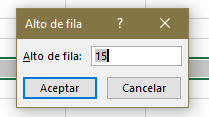 Alto de fila
?
Alto de fila: 15
Aceptar Cancelar